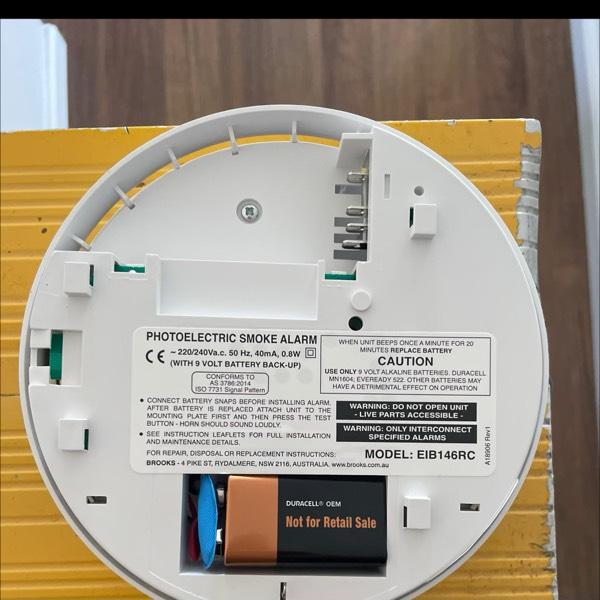 PHOTOELECTRIC SMOKE ALARM
CE ~ 220/240Va.c. 50 Hz, 40mA, 0.8W
(WITH 9 VOLT BATTERY BACK-UP)
CONFORMS TO
AS 3786:2014
ISO 7731 Signal Pattern
• CONNECT BATTERY SNAPS BEFORE INSTALLING ALARM.
AFTER BATTERY IS REPLACED ATTACH UNIT TO THE
MOUNTING PLATE FIRST AND THEN PRESS THE TEST
BUTTON - HORN SHOULD SOUND LOUDLY.
• SEE INSTRUCTION LEAFLETS FOR FULL INSTALLATION
AND MAINTENANCE DETAILS.
FOR REPAIR, DISPOSAL OR REPLACEMENT INSTRUCTIONS:
BROOKS - 4 PIKE ST, RYDALMERE, NSW 2116, AUSTRALIA. www.brooks.com.au
WHEN UNIT BEEPS ONCE A MINUTE FOR 20
MINUTES REPLACE BATTERY
CAUTION
USE ONLY 9 VOLT ALKALINE BATTERIES. DURACELL
MN1604; EVEREADY 522. OTHER BATTERIES MAY
HAVE A DETRIMENTAL EFFECT ON OPERATION
WARNING: DO NOT OPEN UNIT
- LIVE PARTS ACCESSIBLE -
WARNING: ONLY INTERCONNECT
SPECIFIED ALARMS
MODEL: EIB146RC
A18906 Rev1
DURACELL® OEM
Not for Retail Sale